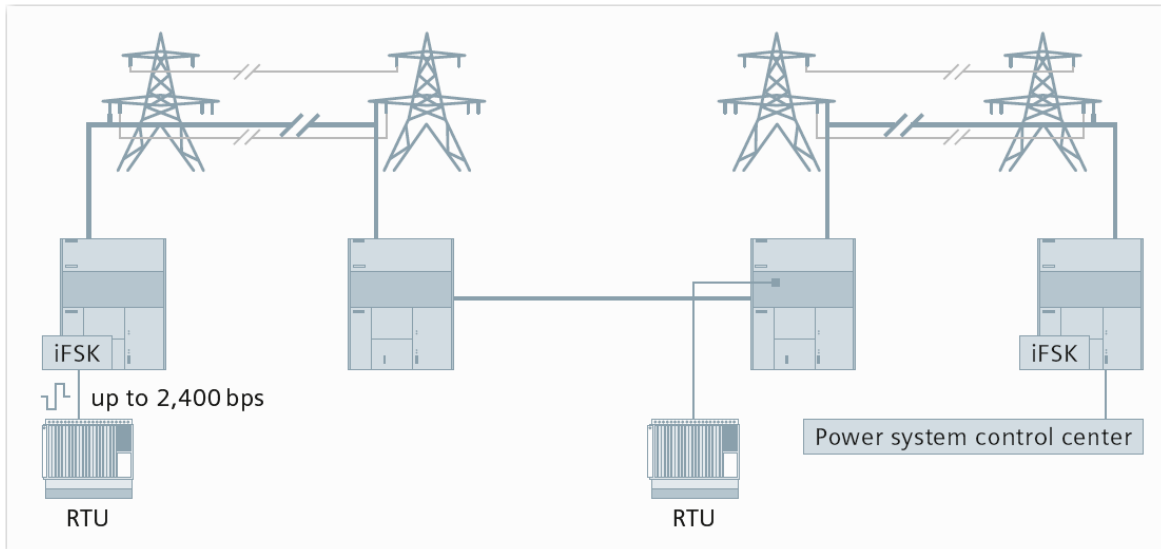 iFSK
iFSK
up to 2,400 bps
Power system control center
RTU
RTU